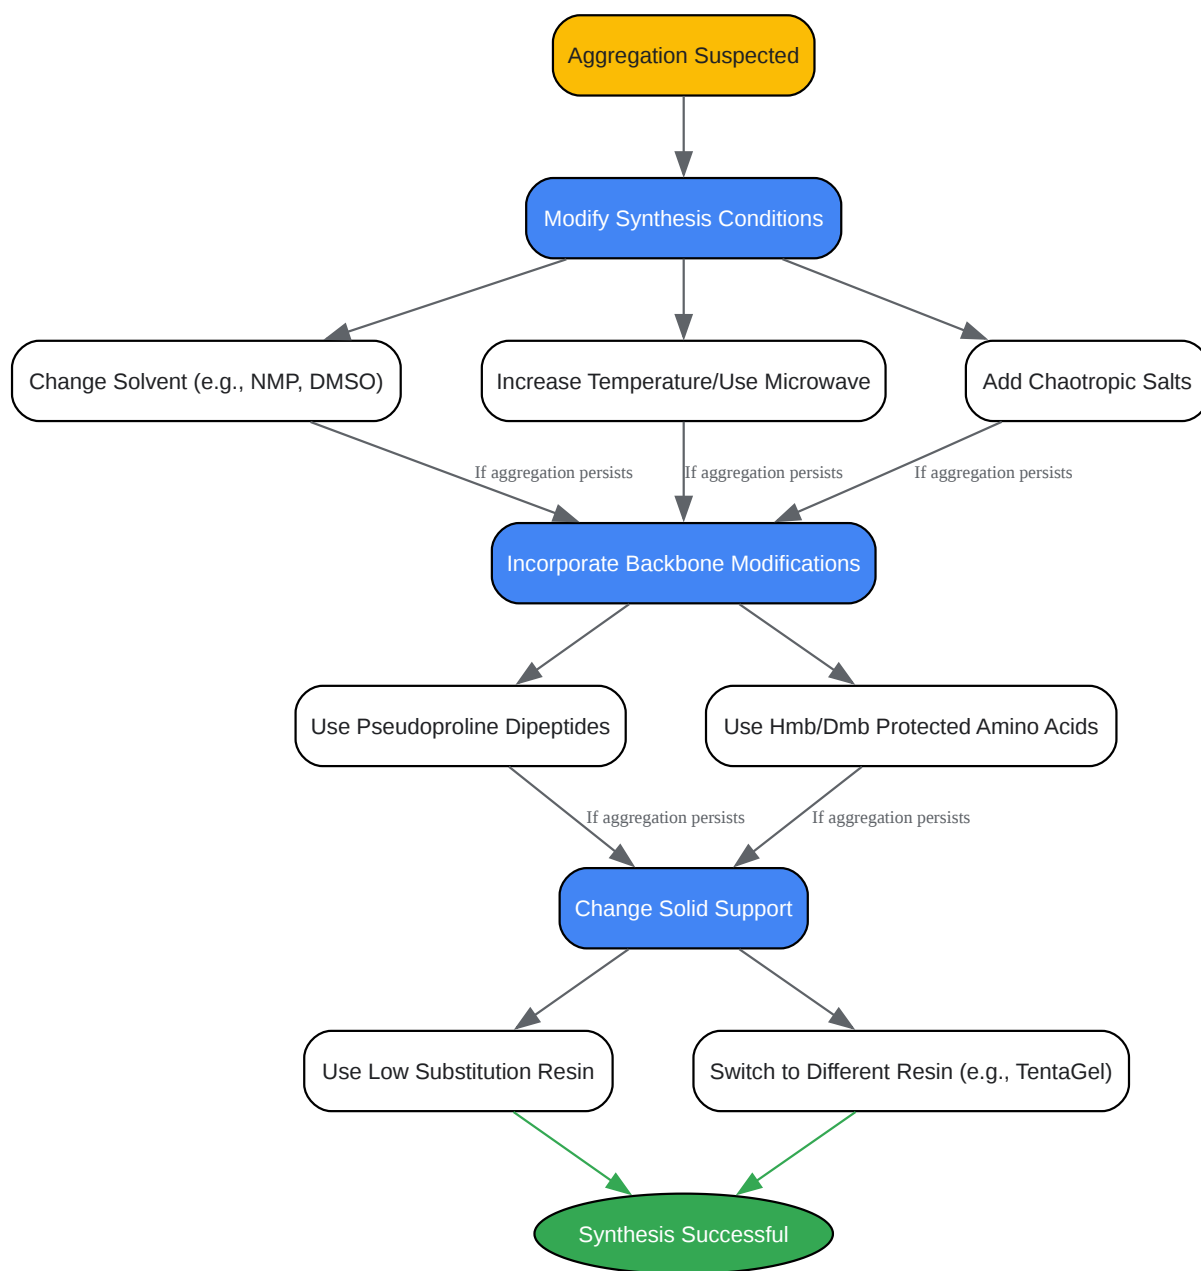 Aggregation Suspected
Modify Synthesis Conditions
Change Solvent (e.g., NMP, DMSO)
Increase Temperature/Use Microwave
Add Chaotropic Salts
If aggregation persists
If aggregation persists
If aggregation persists
Incorporate Backbone Modifications
Use Pseudoproline Dipeptides
Use Hmb/Dmb Protected Amino Acids
If aggregation persists
If aggregation persists
Change Solid Support
Use Low Substitution Resin
Switch to Different Resin (e.g., TentaGel)
Synthesis Successful